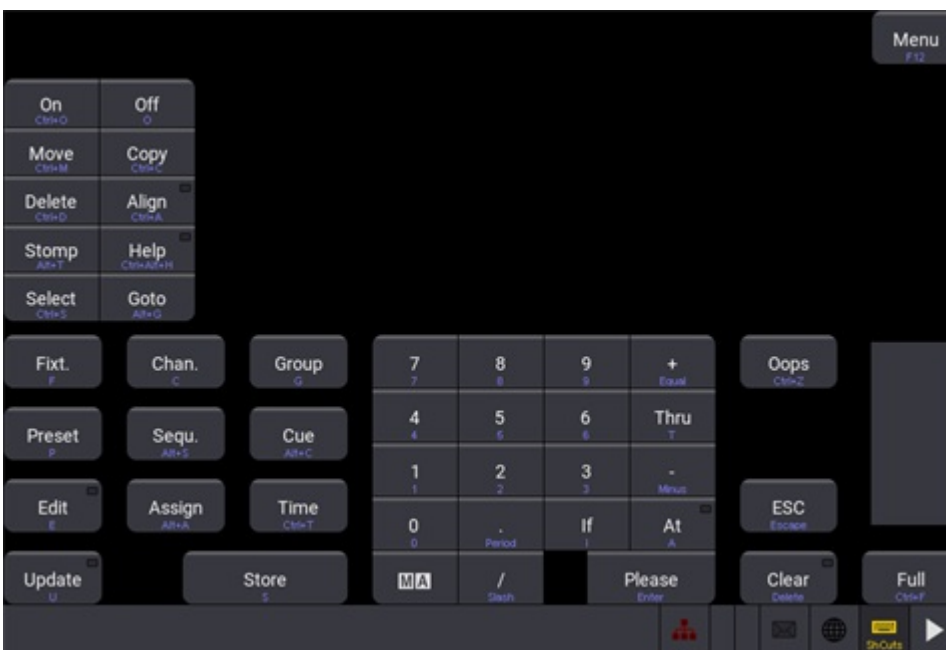 Menu
F12
On Off
Ctrl+O O
Move Copy
Ctrl+M Ctrl+C
Delete Align
Ctrl+D Ctrl+A
Stomp Help
Alt+T Ctrl+Alt+H
Select Goto
Ctrl+S Alt+G
Fixt. Chan. Group 7 8 9 + Oops
F C G 7 8 9 Equal Ctrl+Z
4 5 6 Thru
4 5 6 T
Preset Sequ. Cue
P Alt+S Alt+C
1 2 3 -
1 2 3 Minus
Edit Assign Time ESC
E Alt+A Ctrl+T Escape
0 . If At
0 Period I A
Update Store MA / Please Clear Full
U S Slash Enter Delete Ctrl+F
ShCuts